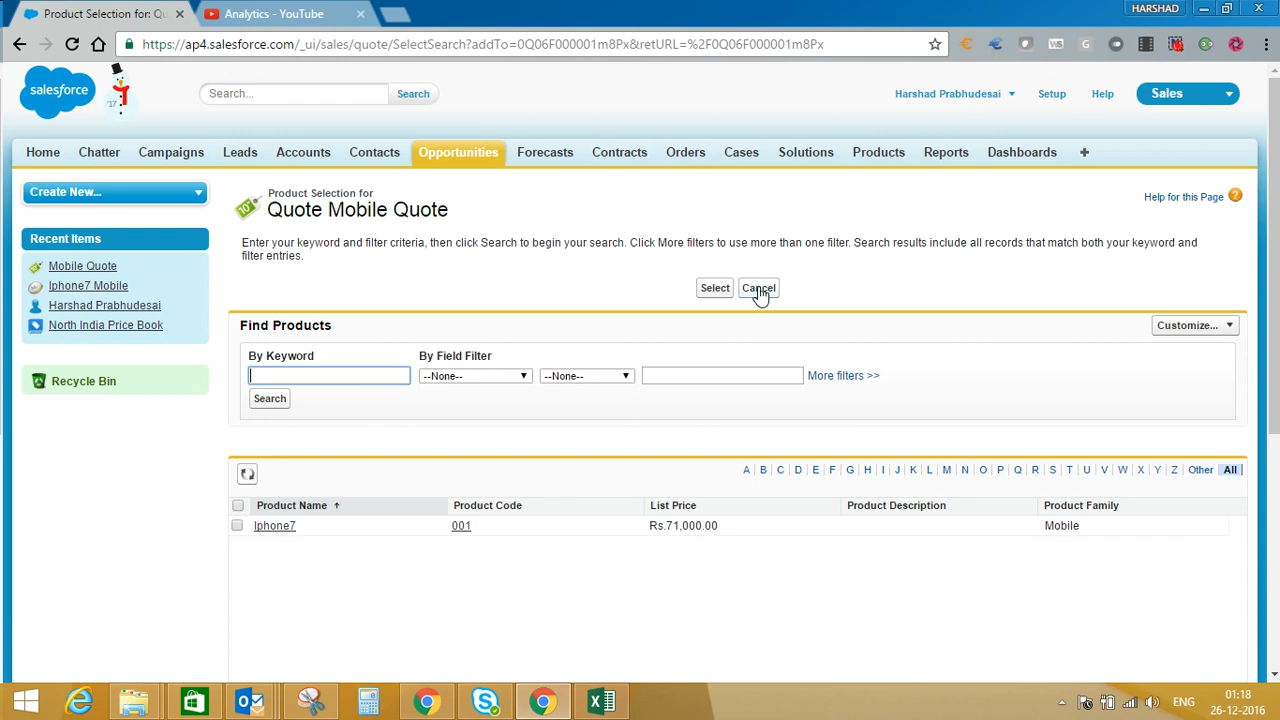 Product Selection for: Qu
Analytics - YouTube
HARSHAD
https://ap4.salesforce.com/_ui/sales/quote/SelectSearch?addTo=0Q06F000001m8Px&retURL=%2F0Q06F000001m8Px
salesforce
'17
Search...
Search
Harshad Prabhudesai
Setup
Help
Sales
Home
Chatter
Campaigns
Leads
Accounts
Contacts
Opportunities
Forecasts
Contracts
Orders
Cases
Solutions
Products
Reports
Dashboards
Create New...
Recent Items
Mobile Quote
Iphone7 Mobile
Harshad Prabhudesai
North India Price Book
Recycle Bin
Product Selection for
Quote Mobile Quote
Help for this Page
Enter your keyword and filter criteria, then click Search to begin your search. Click More filters to use more than one filter. Search results include all records that match both your keyword and
filter entries.
Select Cancel
Find Products
Customize...
By Keyword By Field Filter
--None-- --None-- More filters >>
Search
A | B | C | D | E | F | G | H | I | J | K | L | M | N | O | P | Q | R | S | T | U | V | W | X | Y | Z | Other | All
Product Name Product Code List Price Product Description Product Family
Iphone7 001 Rs.71,000.00 Mobile
ENG
01:18
26-12-2016